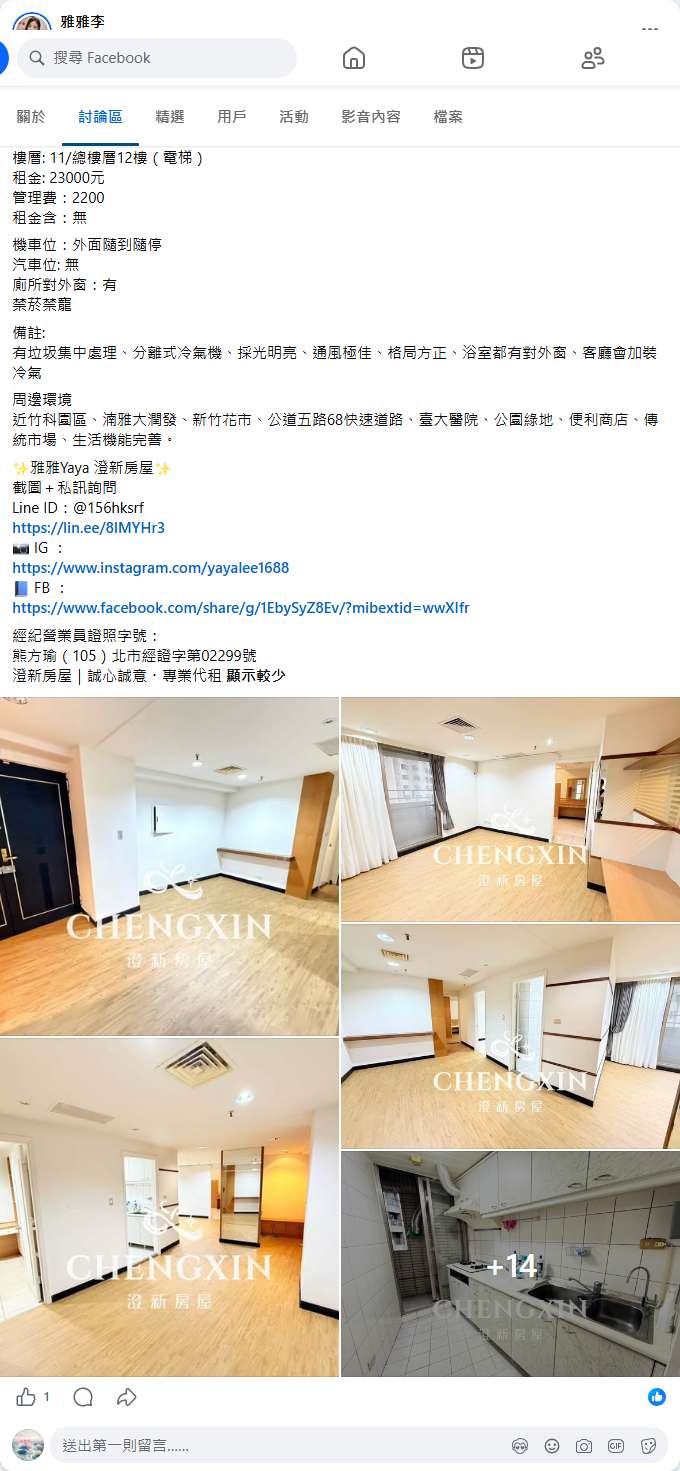 雅雅李
搜尋 Facebook
關於
討論區
精選
用戶
活動
影音內容
檔案
樓層: 11/總樓層12樓（電梯）
租金: 23000元
管理費：2200
租金含：無
機車位：外面隨到隨停
汽車位: 無
廁所對外窗：有
禁菸禁寵
備註:
有垃圾集中處理、分離式冷氣機、採光明亮、通風極佳、格局方正、浴室都有對外窗、客廳會加裝
冷氣
周邊環境
近竹科園區、湳雅大潤發、新竹花市、公道五路68快速道路、臺大醫院、公園綠地、便利商店、傳
統市場、生活機能完善。
✨雅雅Yaya 澄新房屋✨
截圖＋私訊詢問
Line ID：@156hksrf
https://lin.ee/8IMYHr3
📷 IG ：
https://www.instagram.com/yayalee1688
📘 FB ：
https://www.facebook.com/share/g/1EbySyZ8Ev/?mibextid=wwXIfr
經紀營業員證照字號：
熊方瑜（105）北市經證字第02299號
澄新房屋｜誠心誠意・專業代租 顯示較少
CHENGXIN
澄新房屋
CHENGXIN
澄新房屋
CHENGXIN
澄新房屋
CHENGXIN
澄新房屋
+14
CHENGXIN
澄新房屋
1
送出第一則留言......
GIF